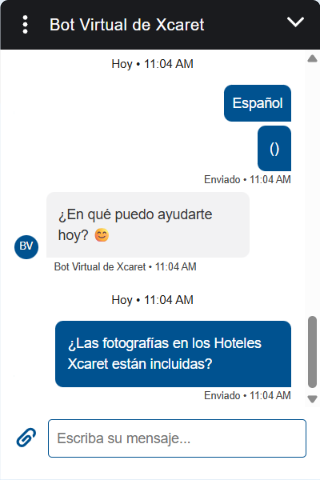 Bot Virtual de Xcaret
Hoy • 11:04 AM
Español
()
Enviado • 11:04 AM
¿En qué puedo ayudarte
hoy? 😊
BV
Bot Virtual de Xcaret • 11:04 AM
Hoy • 11:04 AM
¿Las fotografías en los Hoteles
Xcaret están incluidas?
Enviado • 11:04 AM
Escriba su mensaje...